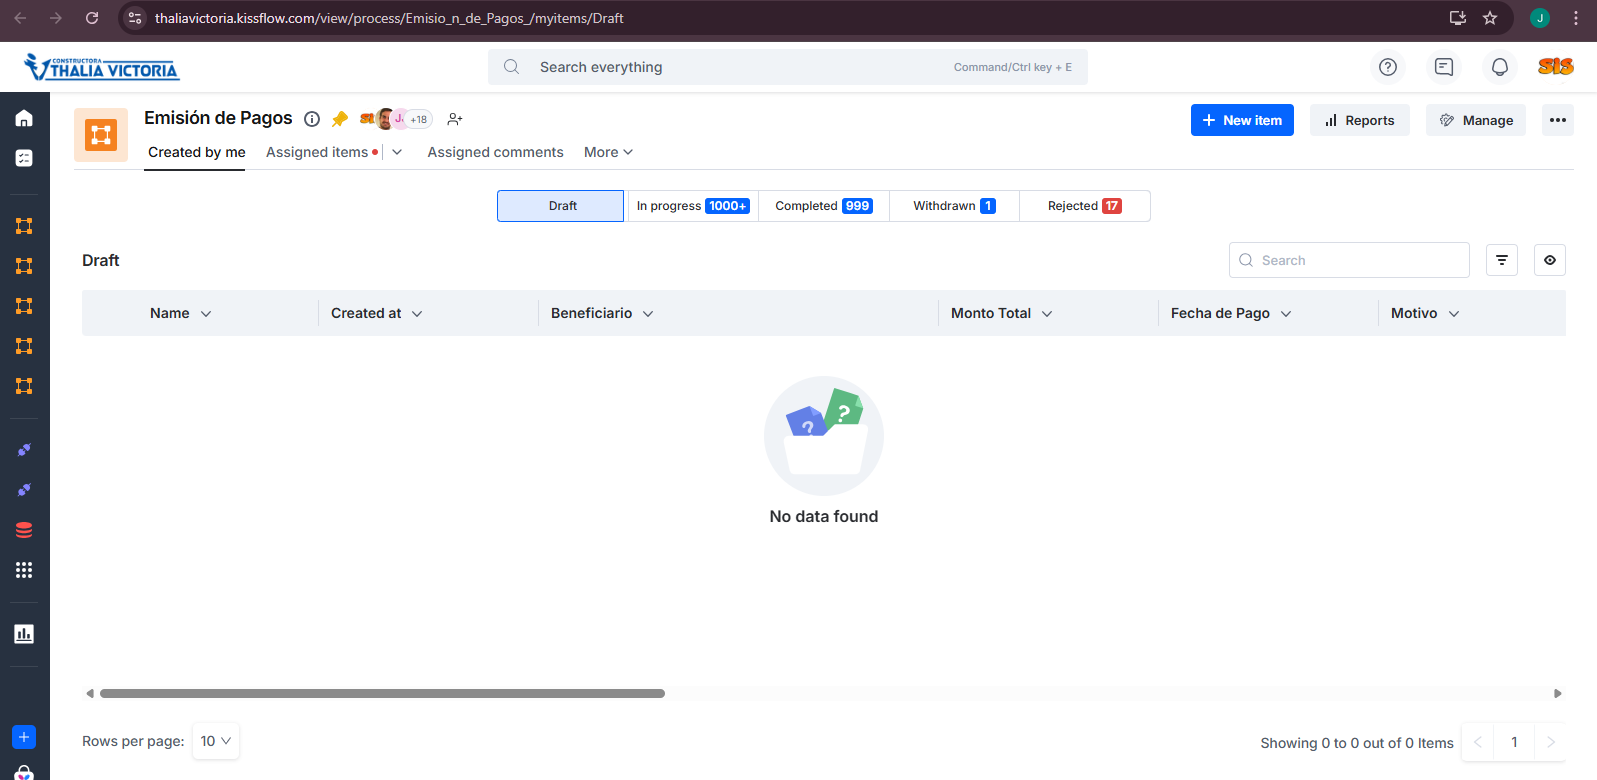 thaliavictoria.kissflow.com/view/process/Emisio_n_de_Pagos_/myitems/Draft
J
CONSTRUCTORA
THALIA VICTORIA
Search everything
Command/Ctrl key + E
SIS
Emisión de Pagos
J
+18
New item
Reports
Manage
Created by me
Assigned items
Assigned comments
More
Draft
In progress 1000+
Completed 999
Withdrawn 1
Rejected 17
Draft
Search
Name
Created at
Beneficiario
Monto Total
Fecha de Pago
Motivo
? ?
No data found
Rows per page: 10
Showing 0 to 0 out of 0 Items
1